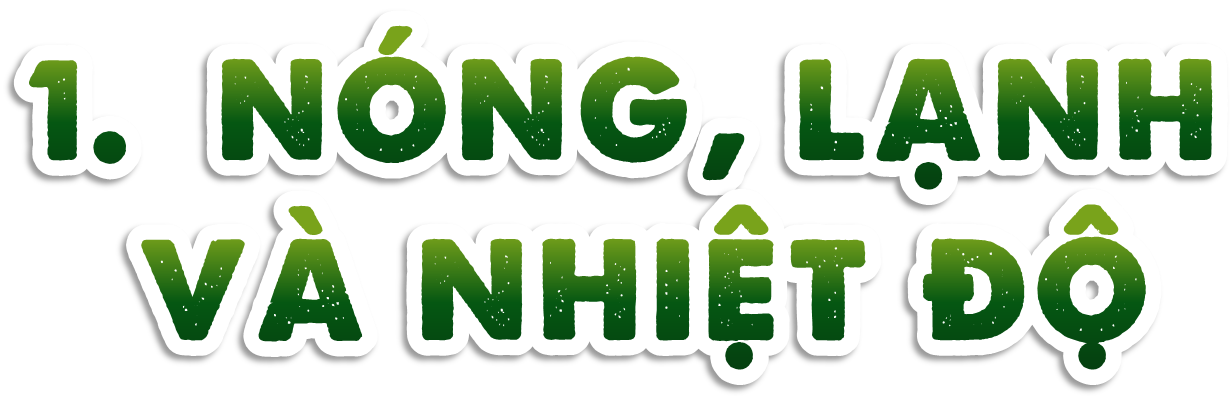 1. NÓNG, LẠNH
VÀ NHIỆT ĐỘ